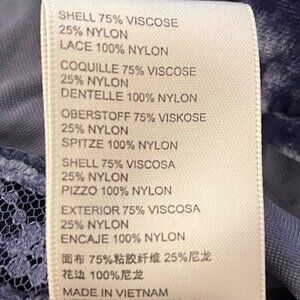 SHELL 75% VISCOSE
25% NYLON
LACE 100% NYLON
COQUILLE 75% VISCOSE
25% NYLON
DENTELLE 100% NYLON
OBERSTOFF 75% VISKOSE
25% NYLON
SPITZE 100% NYLON
SHELL 75% VISCOSA
25% NYLON
PIZZO 100% NYLON
EXTERIOR 75% VISCOSA
25% NYLON
ENCAJE 100% NYLON
面布 75%粘胶纤维 25%尼龙
花边 100%尼龙
MADE IN VIETNAM